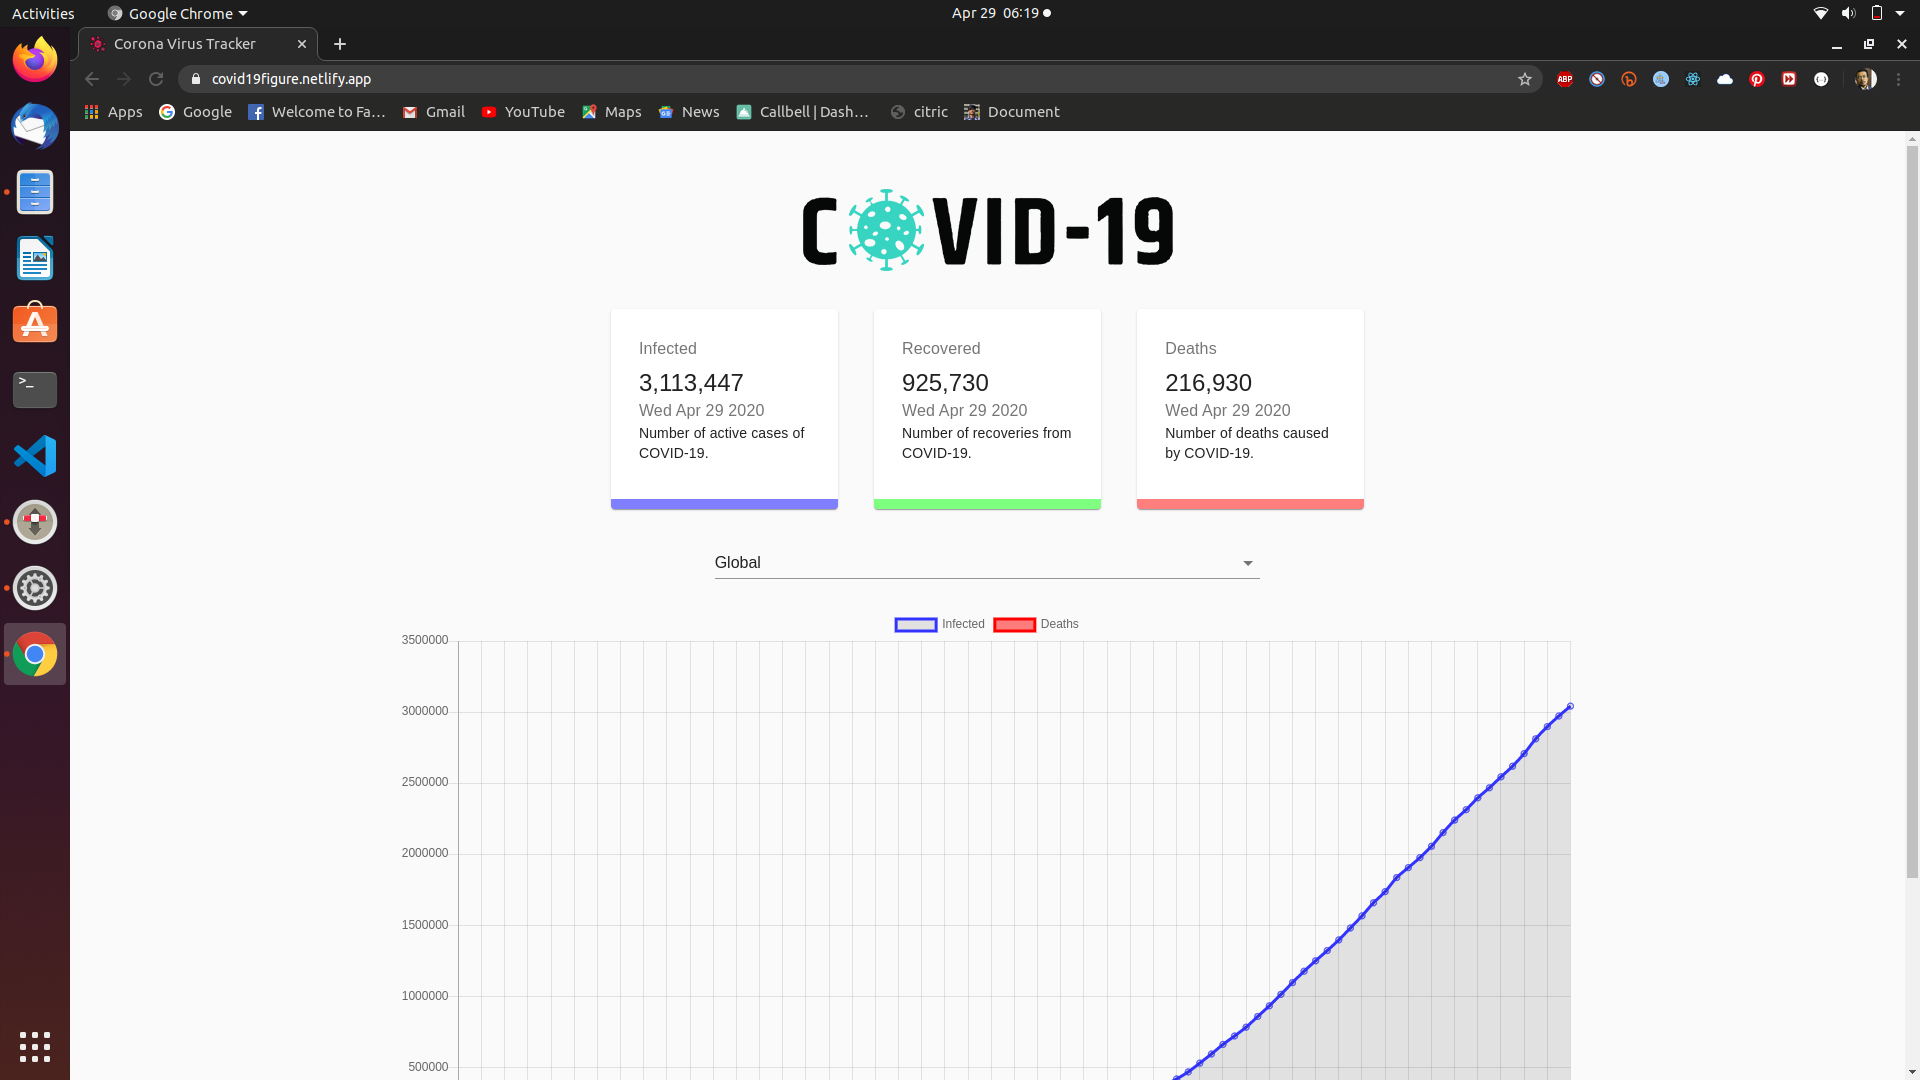 Activities
Google Chrome
Apr 29 06:19
Corona Virus Tracker
covid19figure.netlify.app
ABP
Apps
Google
Welcome to Fa...
Gmail
YouTube
Maps
News
Callbell | Dash...
citric
Document
COVID-19
Infected
3,113,447
Wed Apr 29 2020
Number of active cases of
COVID-19.
Recovered
925,730
Wed Apr 29 2020
Number of recoveries from
COVID-19.
Deaths
216,930
Wed Apr 29 2020
Number of deaths caused
by COVID-19.
Global
Infected
Deaths
3500000
3000000
2500000
2000000
1500000
1000000
500000